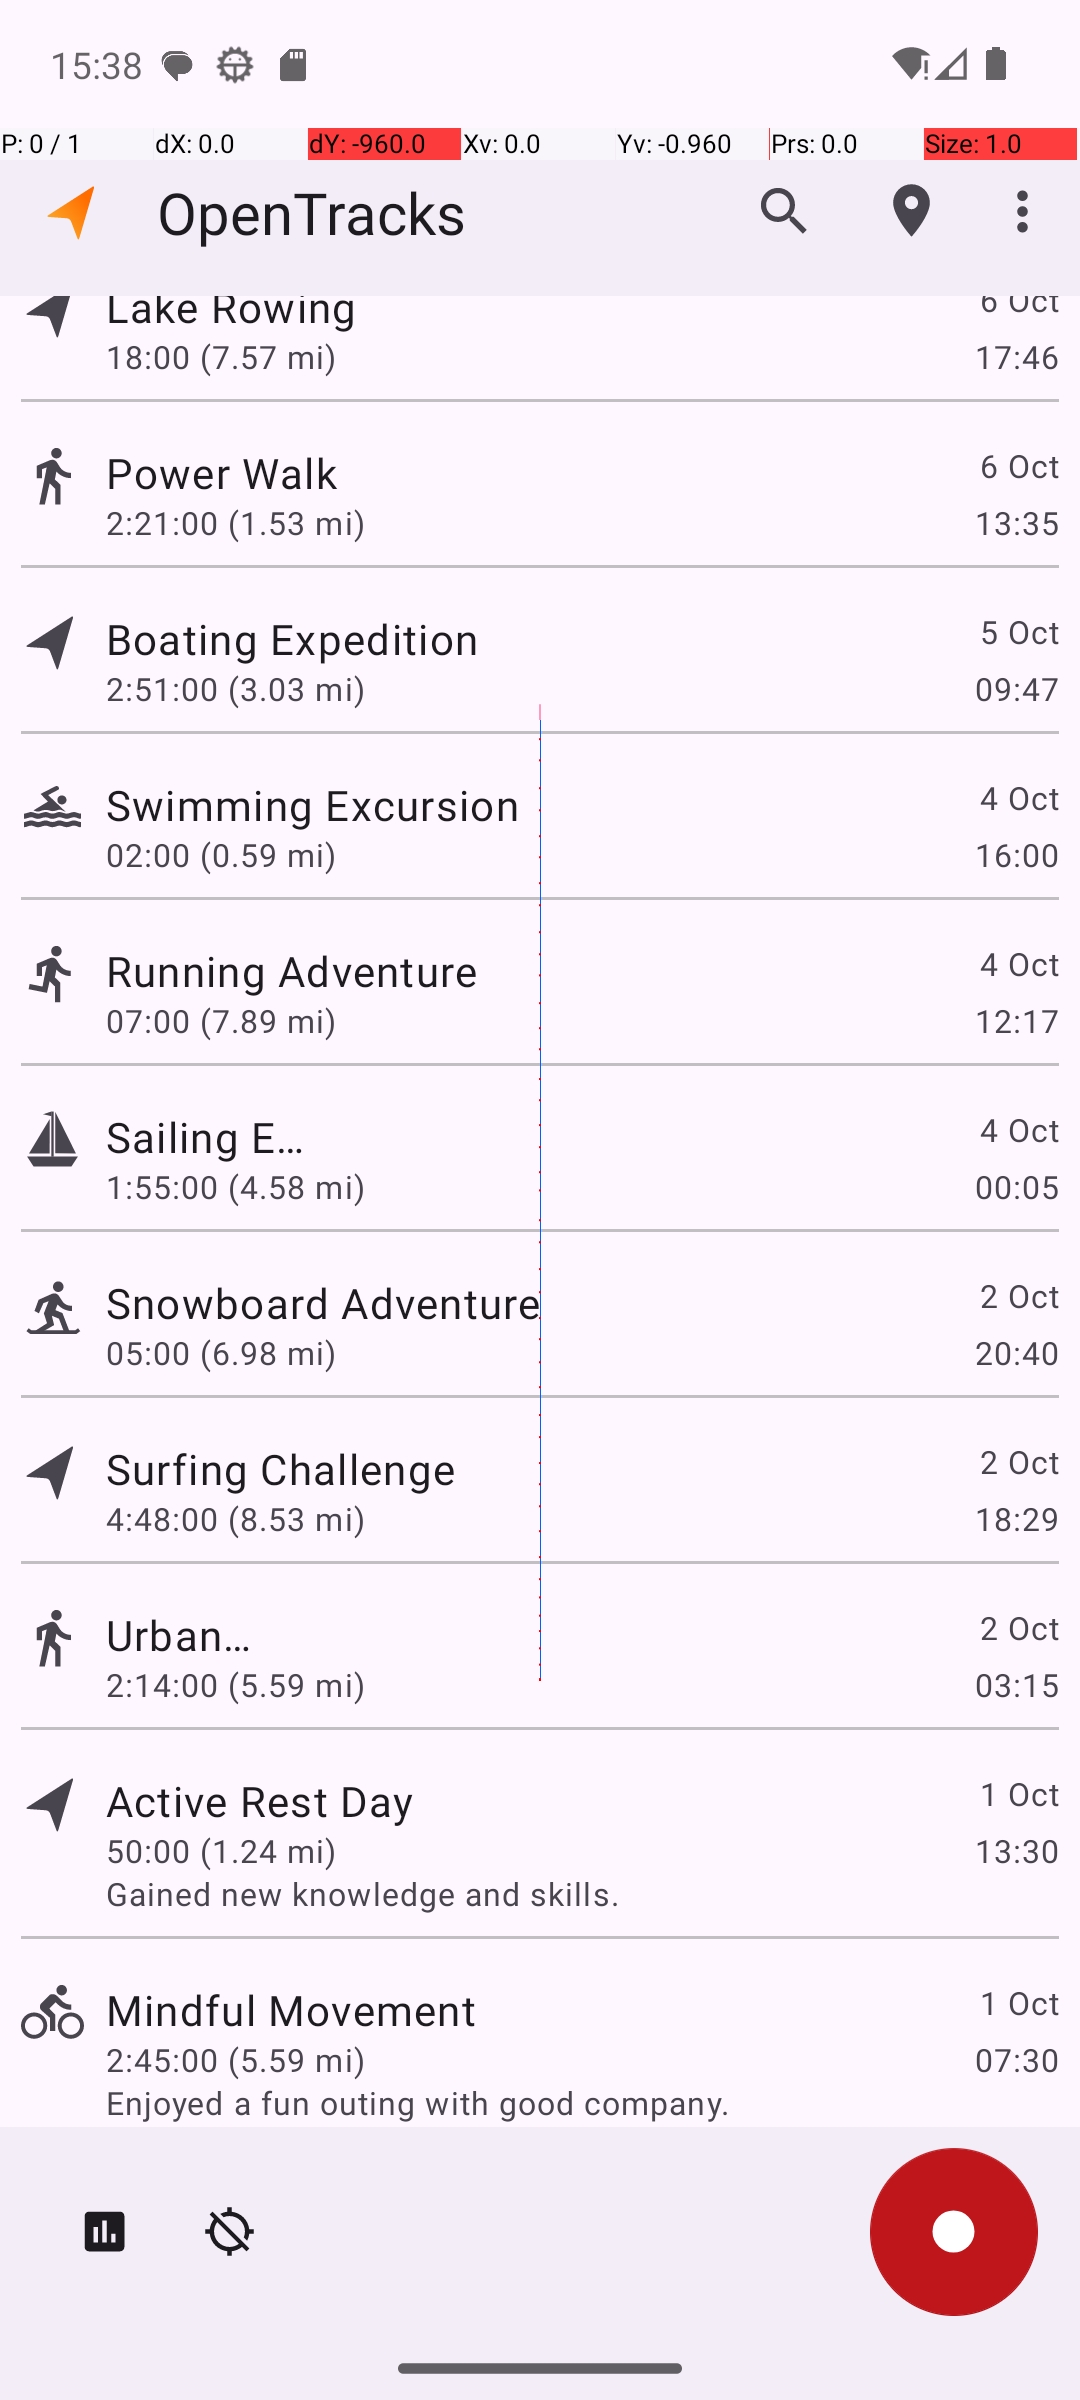 15:38
P: 0 / 1 dX: 0.0 dY: -960.0 Xv: 0.0 Yv: -0.960 Prs: 0.0 Size: 1.0
OpenTracks
Lake Rowing 6 Oct
18:00 (7.57 mi) 17:46
Power Walk 6 Oct
2:21:00 (1.53 mi) 13:35
Boating Expedition 5 Oct
2:51:00 (3.03 mi) 09:47
Swimming Excursion 4 Oct
02:00 (0.59 mi) 16:00
Running Adventure 4 Oct
07:00 (7.89 mi) 12:17
Sailing E… 4 Oct
1:55:00 (4.58 mi) 00:05
Snowboard Adventure 2 Oct
05:00 (6.98 mi) 20:40
Surfing Challenge 2 Oct
4:48:00 (8.53 mi) 18:29
Urban… 2 Oct
2:14:00 (5.59 mi) 03:15
Active Rest Day 1 Oct
50:00 (1.24 mi) 13:30
Gained new knowledge and skills.
Mindful Movement 1 Oct
2:45:00 (5.59 mi) 07:30
Enjoyed a fun outing with good company.